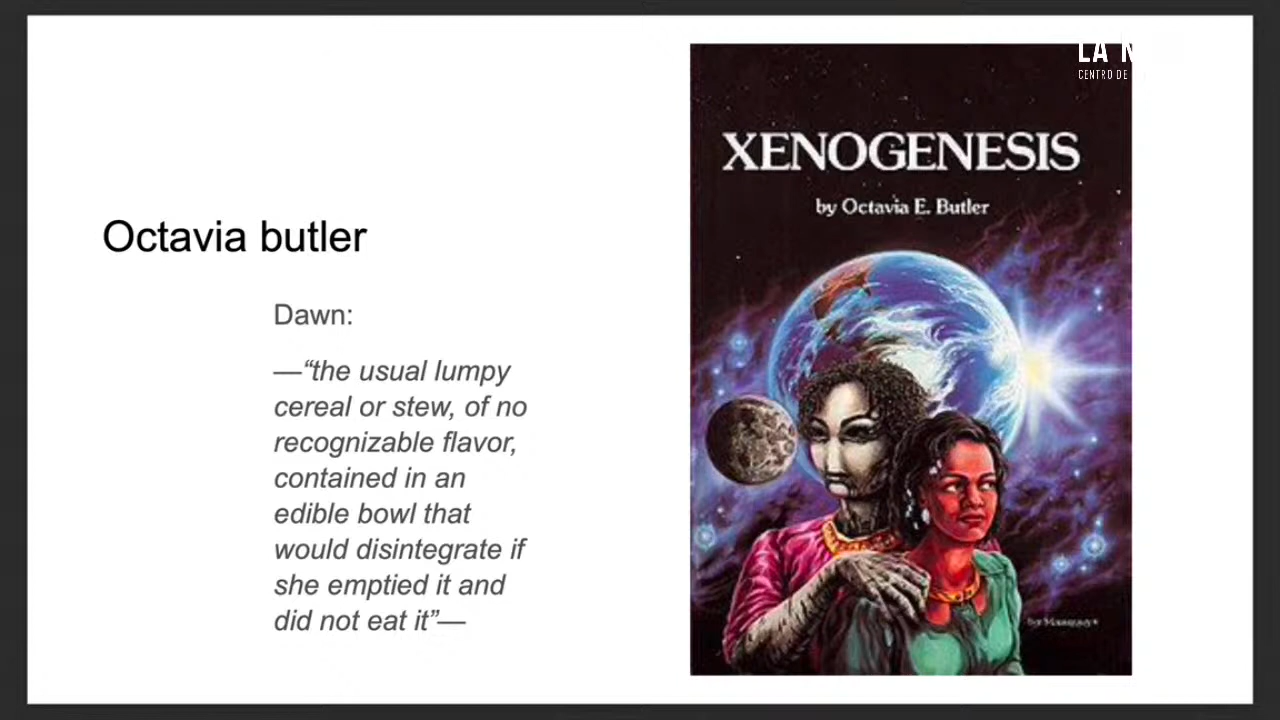 LA N
CENTRO DE
XENOGENESIS
by Octavia E. Butler
Octavia butler
Dawn:
—“the usual lumpy
cereal or stew, of no
recognizable flavor,
contained in an
edible bowl that
would disintegrate if
she emptied it and
did not eat it”—